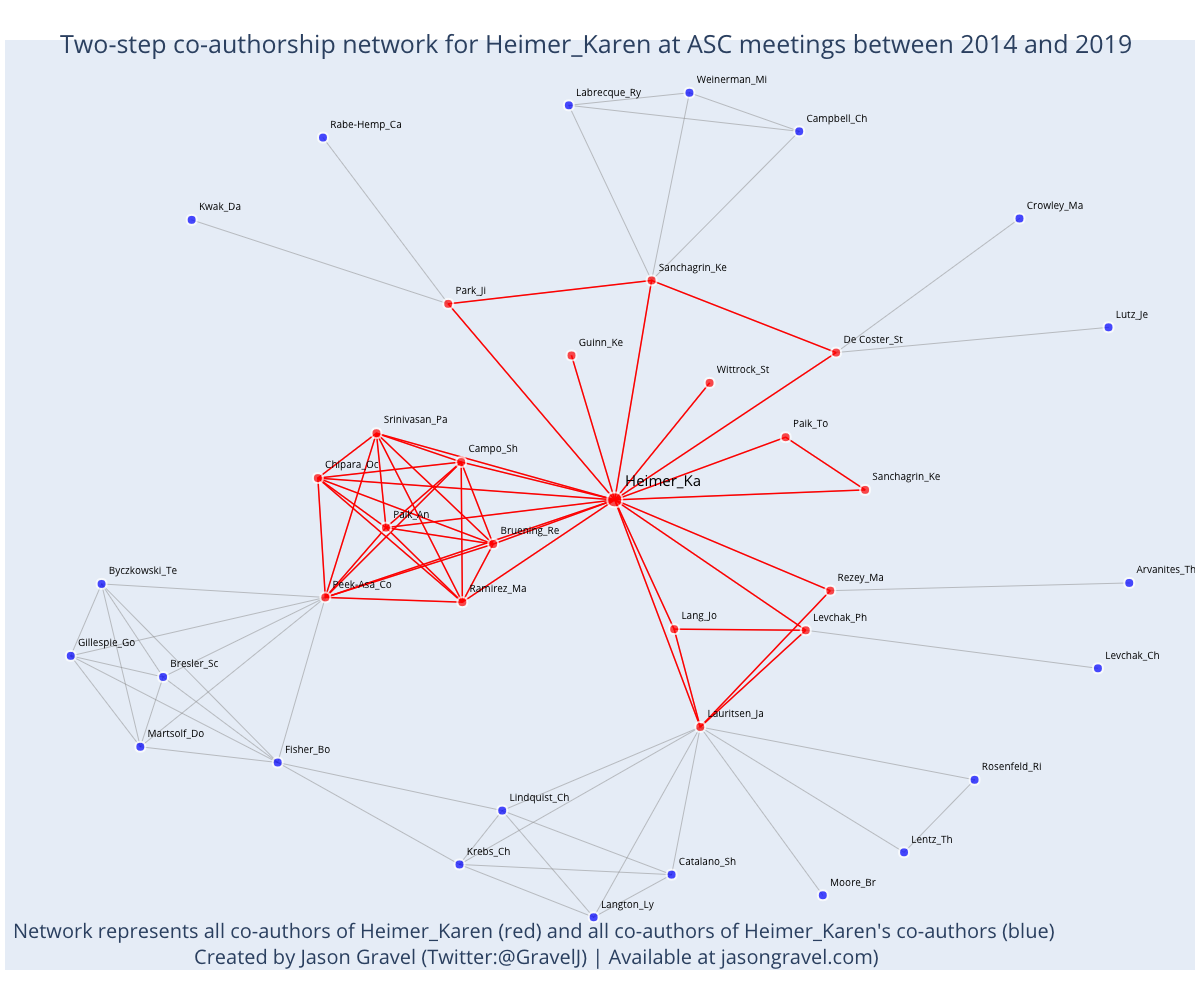 Two-step co-authorship network for Heimer_Karen at ASC meetings between 2014 and 2019
Weinerman_Mi
Labrecque_Ry
Campbell_Ch
Rabe-Hemp_Ca
Kwak_Da
Crowley_Ma
Sanchagrin_Ke
Park_Ji
Lutz_Je
Guinn_Ke
De Coster_St
Wittrock_St
Srinivasan_Pa
Paik_To
Campo_Sh
Chipara_Oc
Sanchagrin_Ke
Heimer_Ka
Paik_An
Bruening_Re
Byczkowski_Te
Arvanites_Th
Peek-Asa_Co
Ramirez_Ma
Rezey_Ma
Lang_Jo
Levchak_Ph
Gillespie_Go
Levchak_Ch
Bresler_Sc
Lauritsen_Ja
Martsolf_Do
Fisher_Bo
Rosenfeld_Ri
Lindquist_Ch
Lentz_Th
Krebs_Ch
Catalano_Sh
Moore_Br
Langton_Ly
Network represents all co-authors of Heimer_Karen (red) and all co-authors of Heimer_Karen's co-authors (blue)
Created by Jason Gravel (Twitter:@GravelJ) | Available at jasongravel.com)